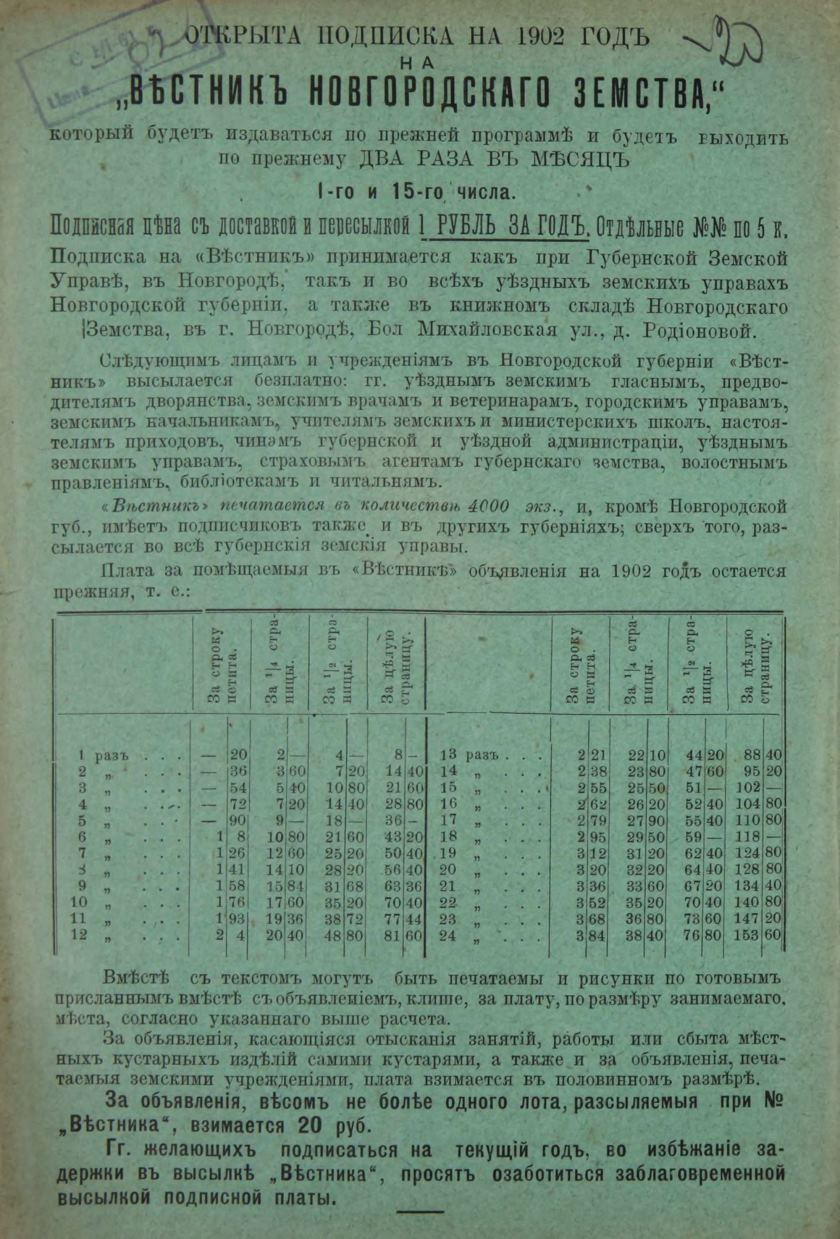 ОТКРЫТА ПОДПИСКА НА 1902 ГОДЪ
НА
„ВѢСТНИКЪ НОВГОРОДСКАГО ЗЕМСТВА,“
который будетъ издаваться по прежней программѣ и будетъ выходить
по прежнему ДВА РАЗА ВЪ МѢСЯЦЪ
I-го и 15-го числа.
Подписная цѣна съ доставкой и пересылкой 1 РУБЛЬ ЗА ГОДЪ. Отдѣльные №№ по 5 к.
Подписка на «Вѣстникъ» принимается какъ при Губернской Земской
Управѣ, въ Новгородѣ, такъ и во всѣхъ уѣздныхъ земскихъ управахъ
Новгородской губерніи, а также въ книжномъ складѣ Новгородскаго
Земства, въ г. Новгородѣ, Бол Михайловская ул., д. Родіоновой.
Слѣдующимъ лицамъ и учрежденіямъ въ Новгородской губерніи «Вѣст-
никъ» высылается безплатно: гг. уѣзднымъ земскимъ гласнымъ, предво-
дителямъ дворянства, земскимъ врачамъ и ветеринарамъ, городскимъ управамъ,
земскимъ начальникамъ, учителямъ земскихъ и министерскихъ школъ, настоя-
телямъ приходовъ, чинамъ губернской и уѣздной администраціи, уѣзднымъ
земскимъ управамъ, страховымъ агентамъ губернскаго земства, волостнымъ
правленіямъ, библіотекамъ и читальнямъ.
«Вѣстникъ» печатается въ количествѣ 4000 экз., и, кромѣ Новгородской
губ., имѣетъ подписчиковъ также и въ другихъ губерніяхъ; сверхъ того, раз-
сылается во всѣ губернскія земскія управы.
Плата за помѣщаемыя въ «Вѣстникѣ» объявленія на 1902 годъ остается
прежняя, т. е.:
За строку петита. За 1/4 стра- ницы. За 1/2 стра- ницы. За цѣлую страницу. За строку петита. За 1/4 стра- ницы. За 1/2 стра- ницы. За цѣлую страницу.
1 разъ . . . — 20 2 — 4 — 8 — 13 разъ . . . 2 21 22 10 44 20 88 40
2 „ . . . — 36 3 60 7 20 14 40 14 „ . . . 2 38 23 80 47 60 95 20
3 „ . . . — 54 5 40 10 80 21 60 15 „ . . . 2 55 25 50 51 — 102 —
4 „ . . . — 72 7 20 14 40 28 80 16 „ . . . 2 62 26 20 52 40 104 80
5 „ . . . — 90 9 — 18 — 36 — 17 „ . . . 2 79 27 90 55 40 110 80
6 „ . . . 1 8 10 80 21 60 43 20 18 „ . . . 2 95 29 50 59 — 118 —
7 „ . . . 1 26 12 60 25 20 50 40 19 „ . . . 3 12 31 20 62 40 124 80
8 „ . . . 1 41 14 10 28 20 56 40 20 „ . . . 3 20 32 20 64 40 128 80
9 „ . . . 1 58 15 84 31 68 63 36 21 „ . . . 3 36 33 60 67 20 134 40
10 „ . . . 1 76 17 60 35 20 70 40 22 „ . . . 3 52 35 20 70 40 140 80
11 „ . . . 1 93 19 36 38 72 77 44 23 „ . . . 3 68 36 80 73 60 147 20
12 „ . . . 2 4 20 40 48 80 81 60 24 „ . . . 3 84 38 40 76 80 153 60
Вмѣстѣ съ текстомъ могутъ быть печатаемы и рисунки по готовымъ
присланнымъ вмѣстѣ съ объявленіемъ, клише, за плату, по размѣру занимаемаго,
мѣста, согласно указаннаго выше расчета.
За объявленія, касающіяся отысканія занятій, работы или сбыта мѣст-
ныхъ кустарныхъ издѣлій самими кустарями, а также и за объявленія, печа-
таемыя земскими учрежденіями, плата взимается въ половинномъ размѣрѣ.
За объявленія, вѣсомъ не болѣе одного лота, разсылаемыя при №
„Вѣстника“, взимается 20 руб.
Гг. желающихъ подписаться на текущій годъ, во избѣжаніе за-
держки въ высылкѣ „Вѣстника“, просятъ озаботиться заблаговременной
высылкой подписной платы.